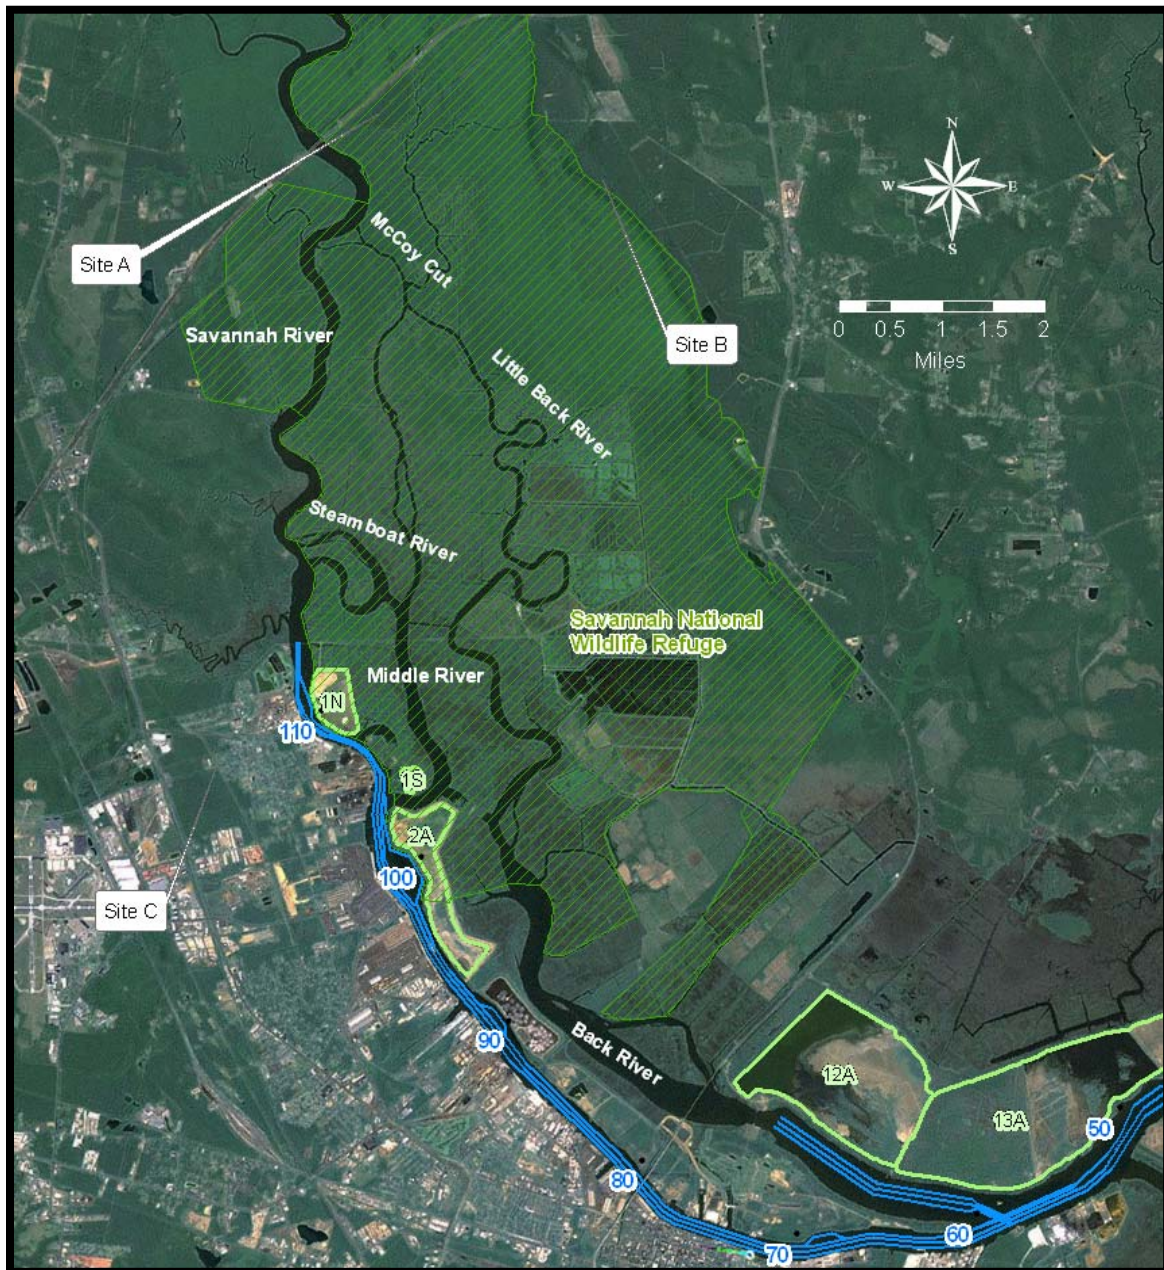 N
W
E
S
McCoy Cut
Site A
Savannah River
0 0.5 1 1.5 2
Miles
Site B
Little Back River
Steamboat River
Savannah National
Wildlife Refuge
Middle River
1N
110
1S
2A
100
Site C
90
Back River
12A
13A
50
80
60
70